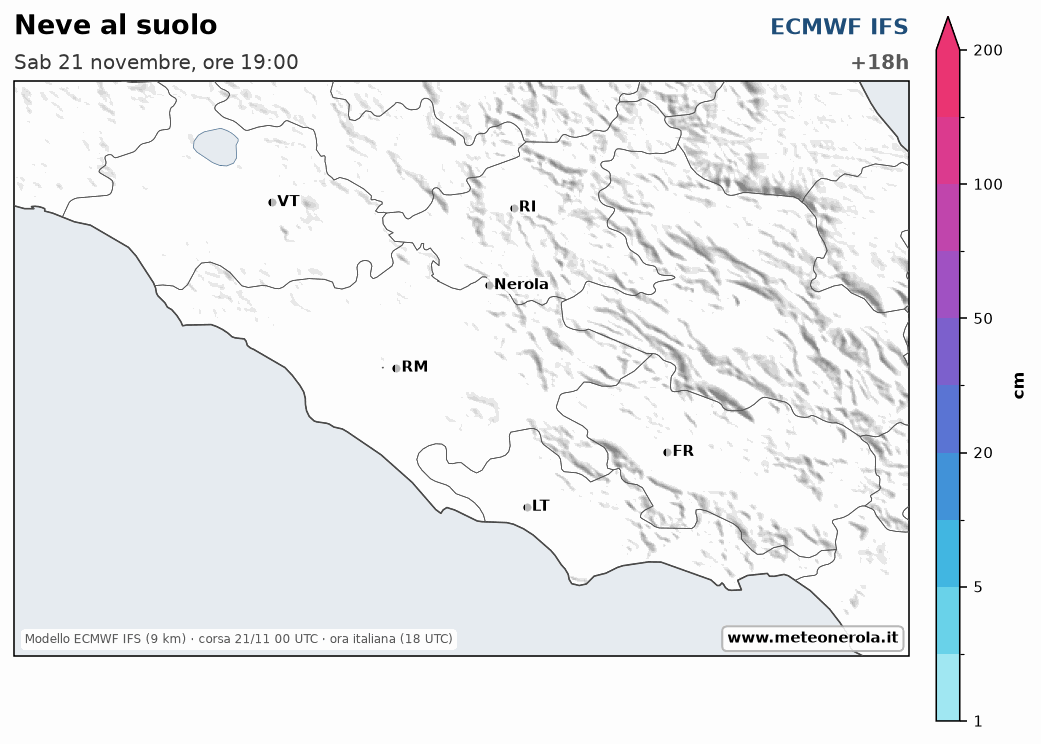 Neve al suolo
ECMWF IFS
Sab 21 novembre, ore 19:00
+18h
200
100
50
20
5
1
cm
VT
RI
Nerola
RM
FR
LT
Modello ECMWF IFS (9 km) · corsa 21/11 00 UTC · ora italiana (18 UTC)
www.meteonerola.it